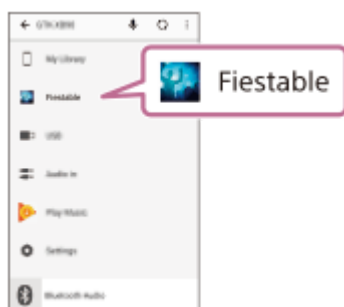 GTK-XB90
My Library
Fiestable
Fiestable
USB
Audio in
Play Music
Settings
Bluetooth Audio